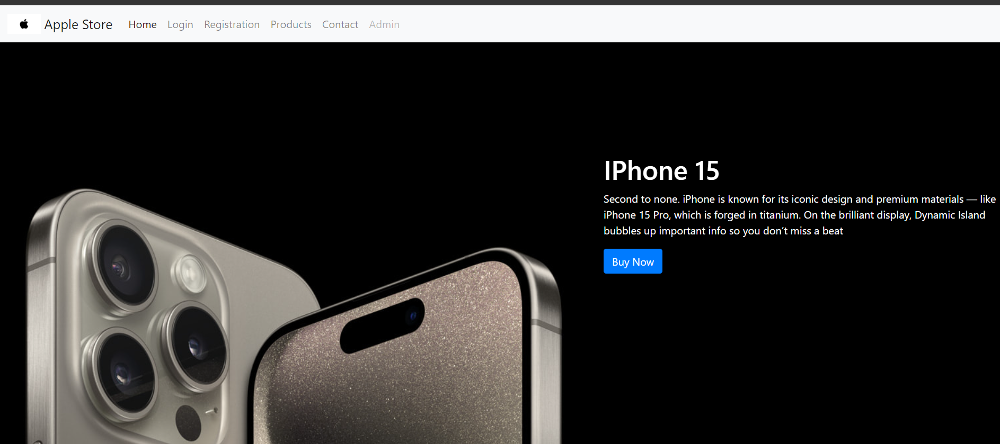 Apple Store Home Login Registration Products Contact Admin
IPhone 15
Second to none. iPhone is known for its iconic design and premium materials — like
iPhone 15 Pro, which is forged in titanium. On the brilliant display, Dynamic Island
bubbles up important info so you don’t miss a beat
Buy Now